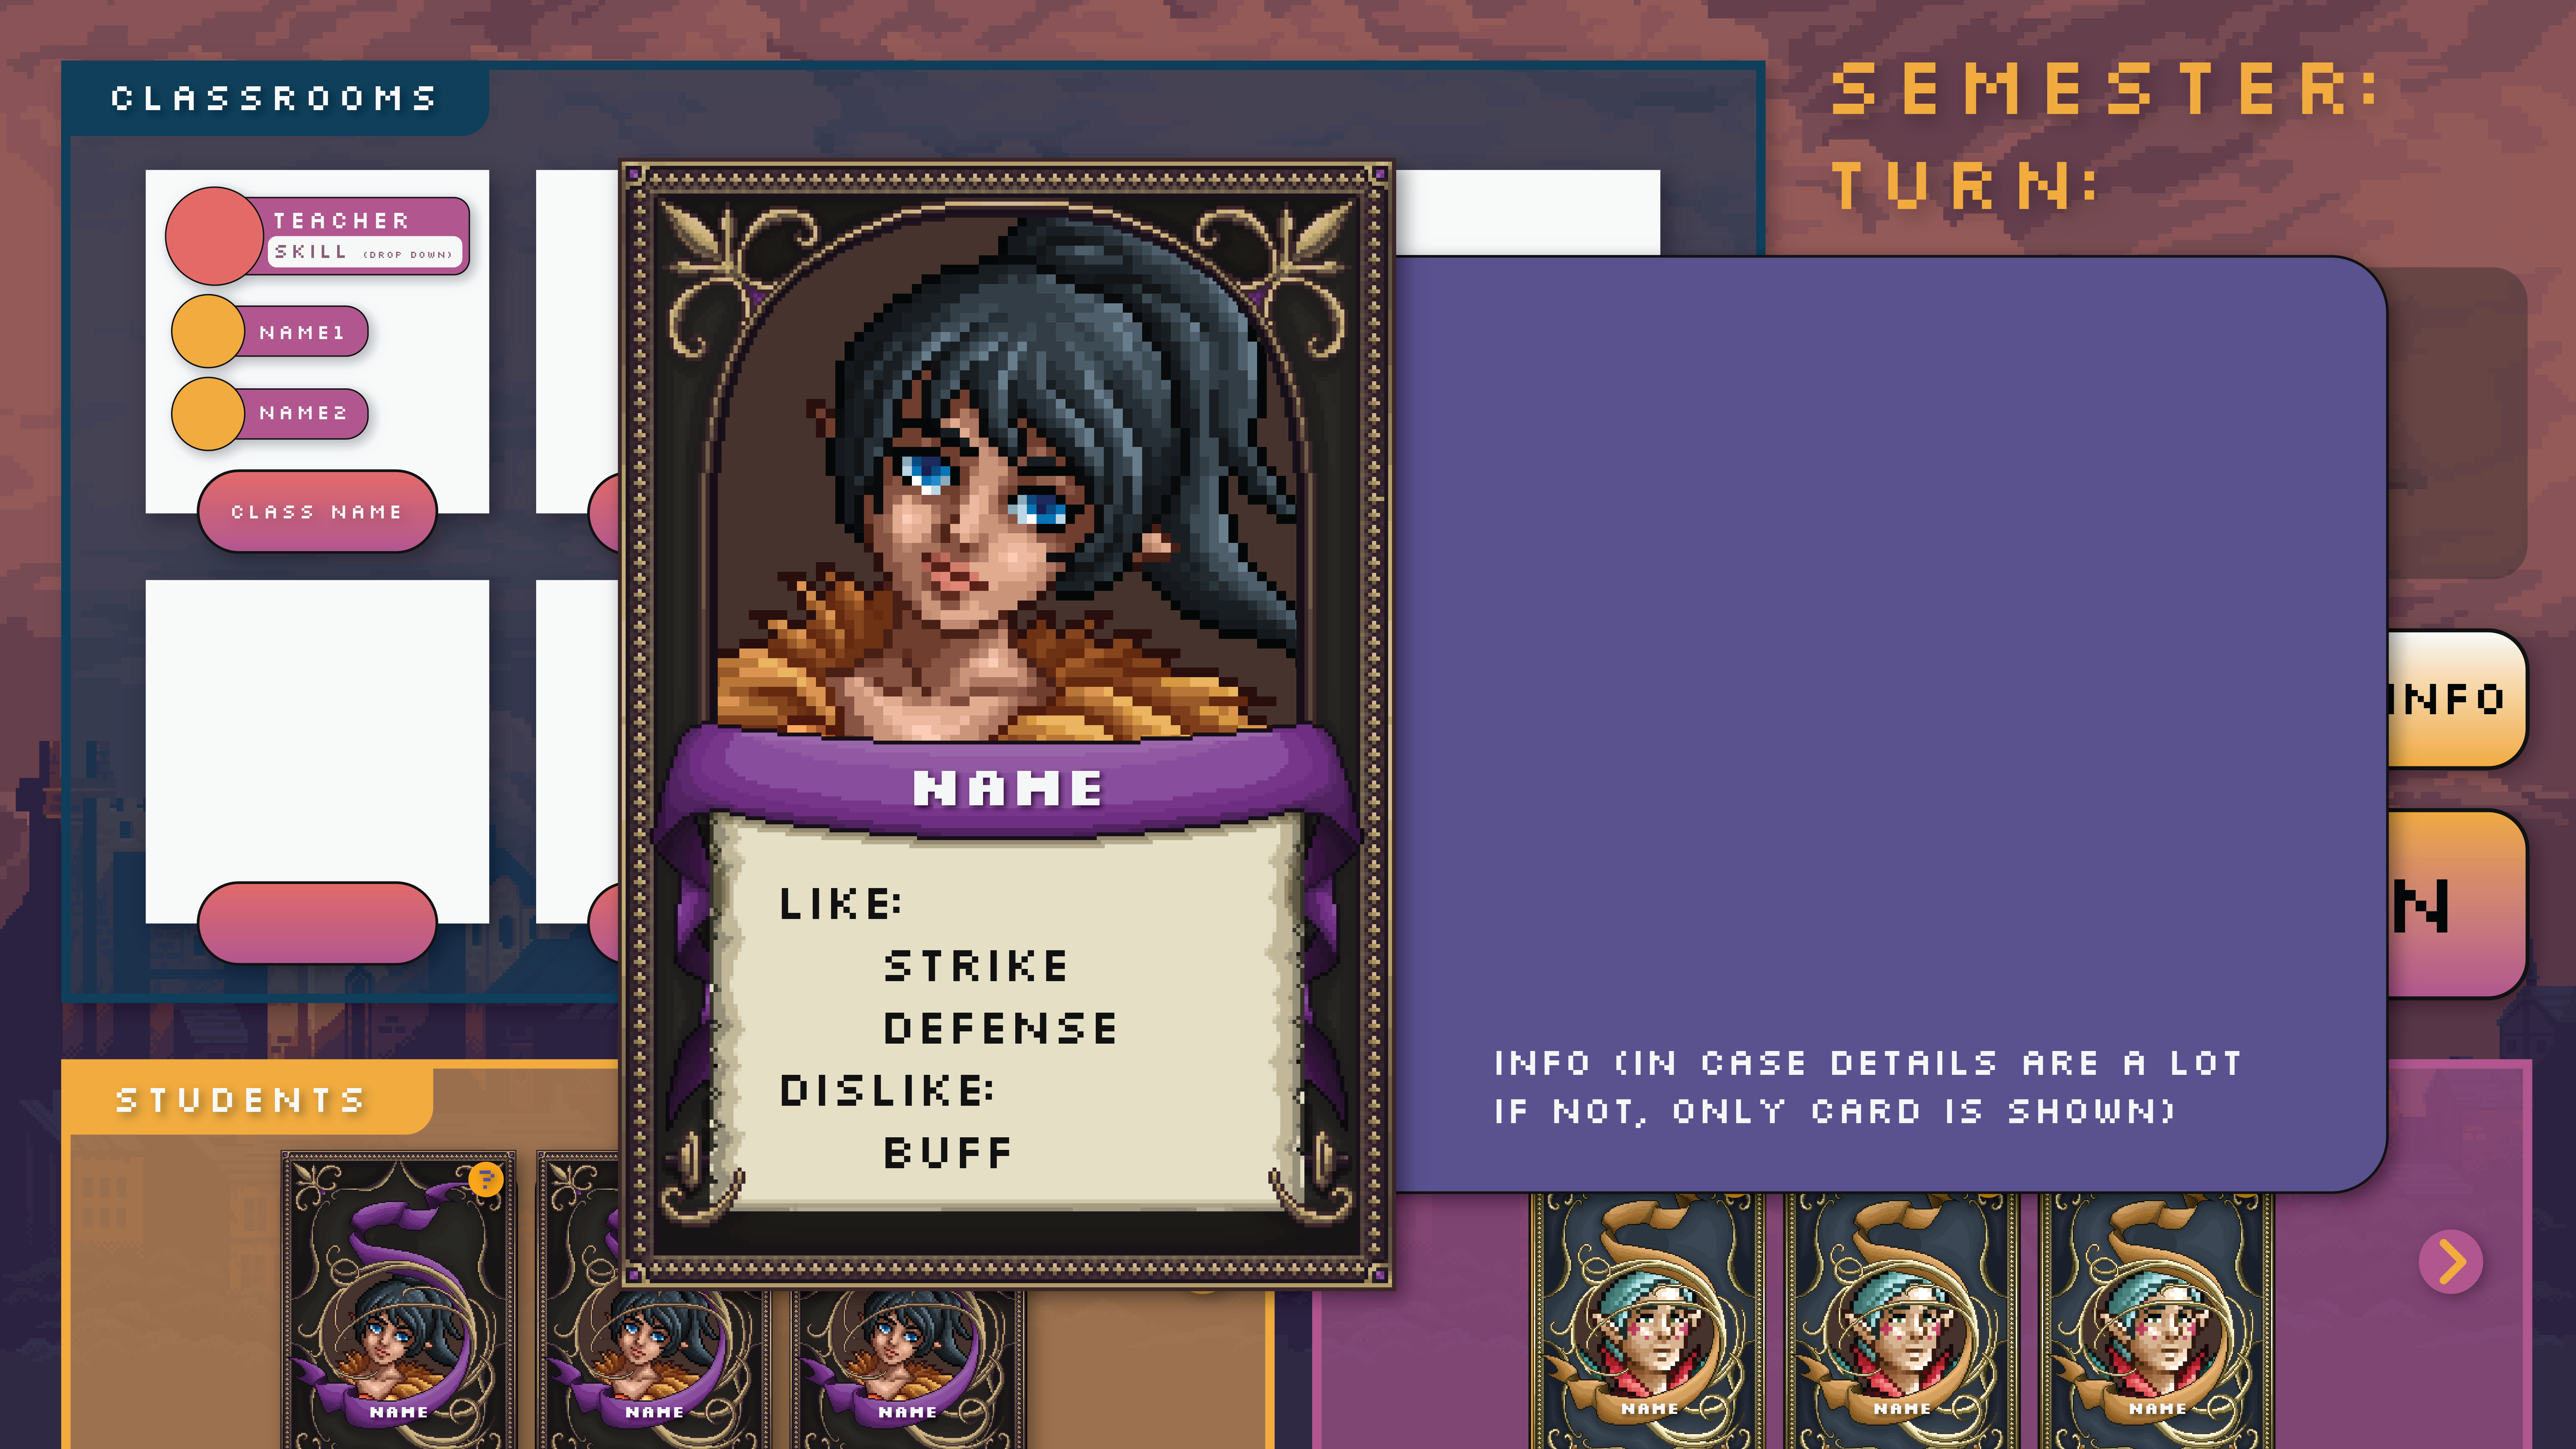 CLASSROOMS
SEMESTER:
TURN:
TEACHER
SKILL (DROP DOWN)
NAME1
NAME2
CLASS NAME
NAME
LIKE:
STRIKE
DEFENSE
DISLIKE:
BUFF
INFO (IN CASE DETAILS ARE A LOT
IF NOT, ONLY CARD IS SHOWN)
INFO
N
STUDENTS
?
NAME
NAME
NAME
NAME
NAME
NAME